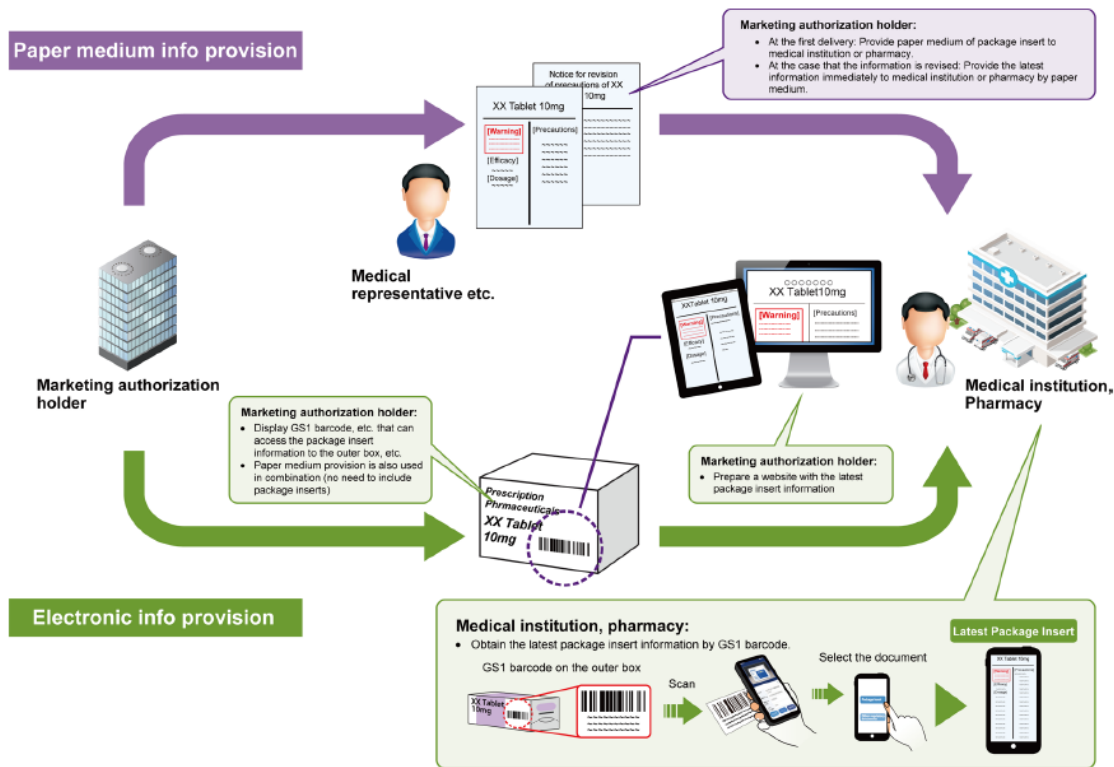 Paper medium info provision
Marketing authorization holder:
• At the first delivery: Provide paper medium of package insert to
medical institution or pharmacy.
• At the case that the information is revised: Provide the latest
information immediately to medical institution or pharmacy by paper
medium.
Notice for revision
of precautions of XX
10mg
XX Tablet 10mg
[Warning]
[Precautions]
[Efficacy]
[Dosage]
Medical
representative etc.
Marketing authorization
holder
XXTablet 10mg
[Warning]
[Precautions]
[Efficacy]
[Dosage]
○○○○○○○
XX Tablet10mg
[Warning]
[Precautions]
Medical institution,
Pharmacy
Marketing authorization holder:
• Display GS1 barcode, etc. that can
access the package insert
information to the outer box, etc.
• Paper medium provision is also used
in combination (no need to include
package inserts)
Marketing authorization holder:
• Prepare a website with the latest
package insert information
Prescription
Phrmaceuticals
XX Tablet
10mg
Electronic info provision
Medical institution, pharmacy:
• Obtain the latest package insert information by GS1 barcode.
GS1 barcode on the outer box
XX Tablet
10mg
Scan
Select the document
Latest Package Insert
XX Tablet 10mg
[Warning]
[Precautions]